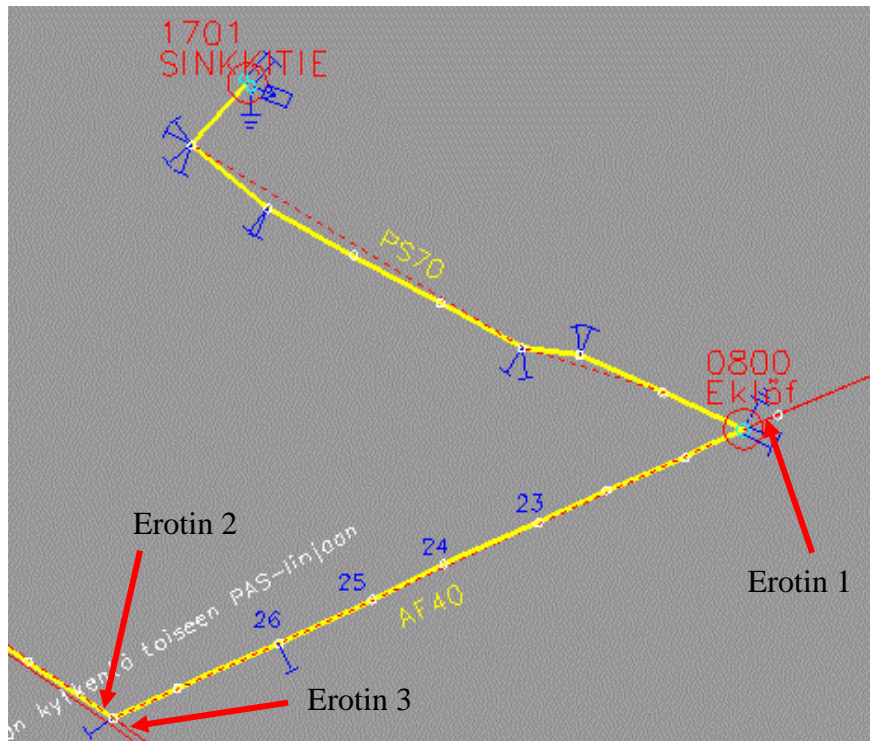 1701
SINKKITIE
PS70
0800
Eklöf
23
Erotin 2
24
Erotin 1
25
AF40
26
kytkentä toiseen PAS-linjaan
Erotin 3